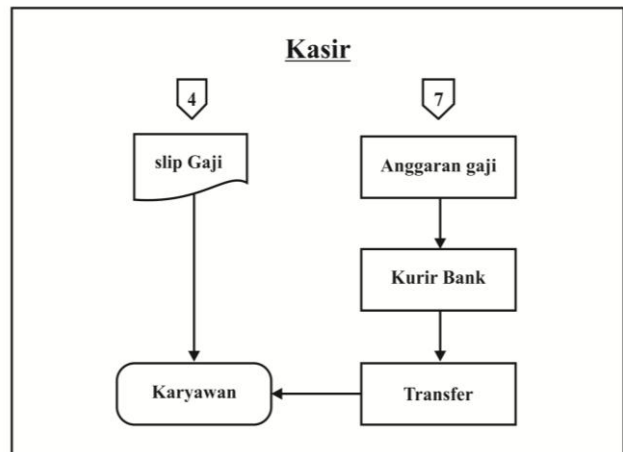 Kasir
4
7
slip Gaji
Anggaran gaji
Kurir Bank
Karyawan
Transfer